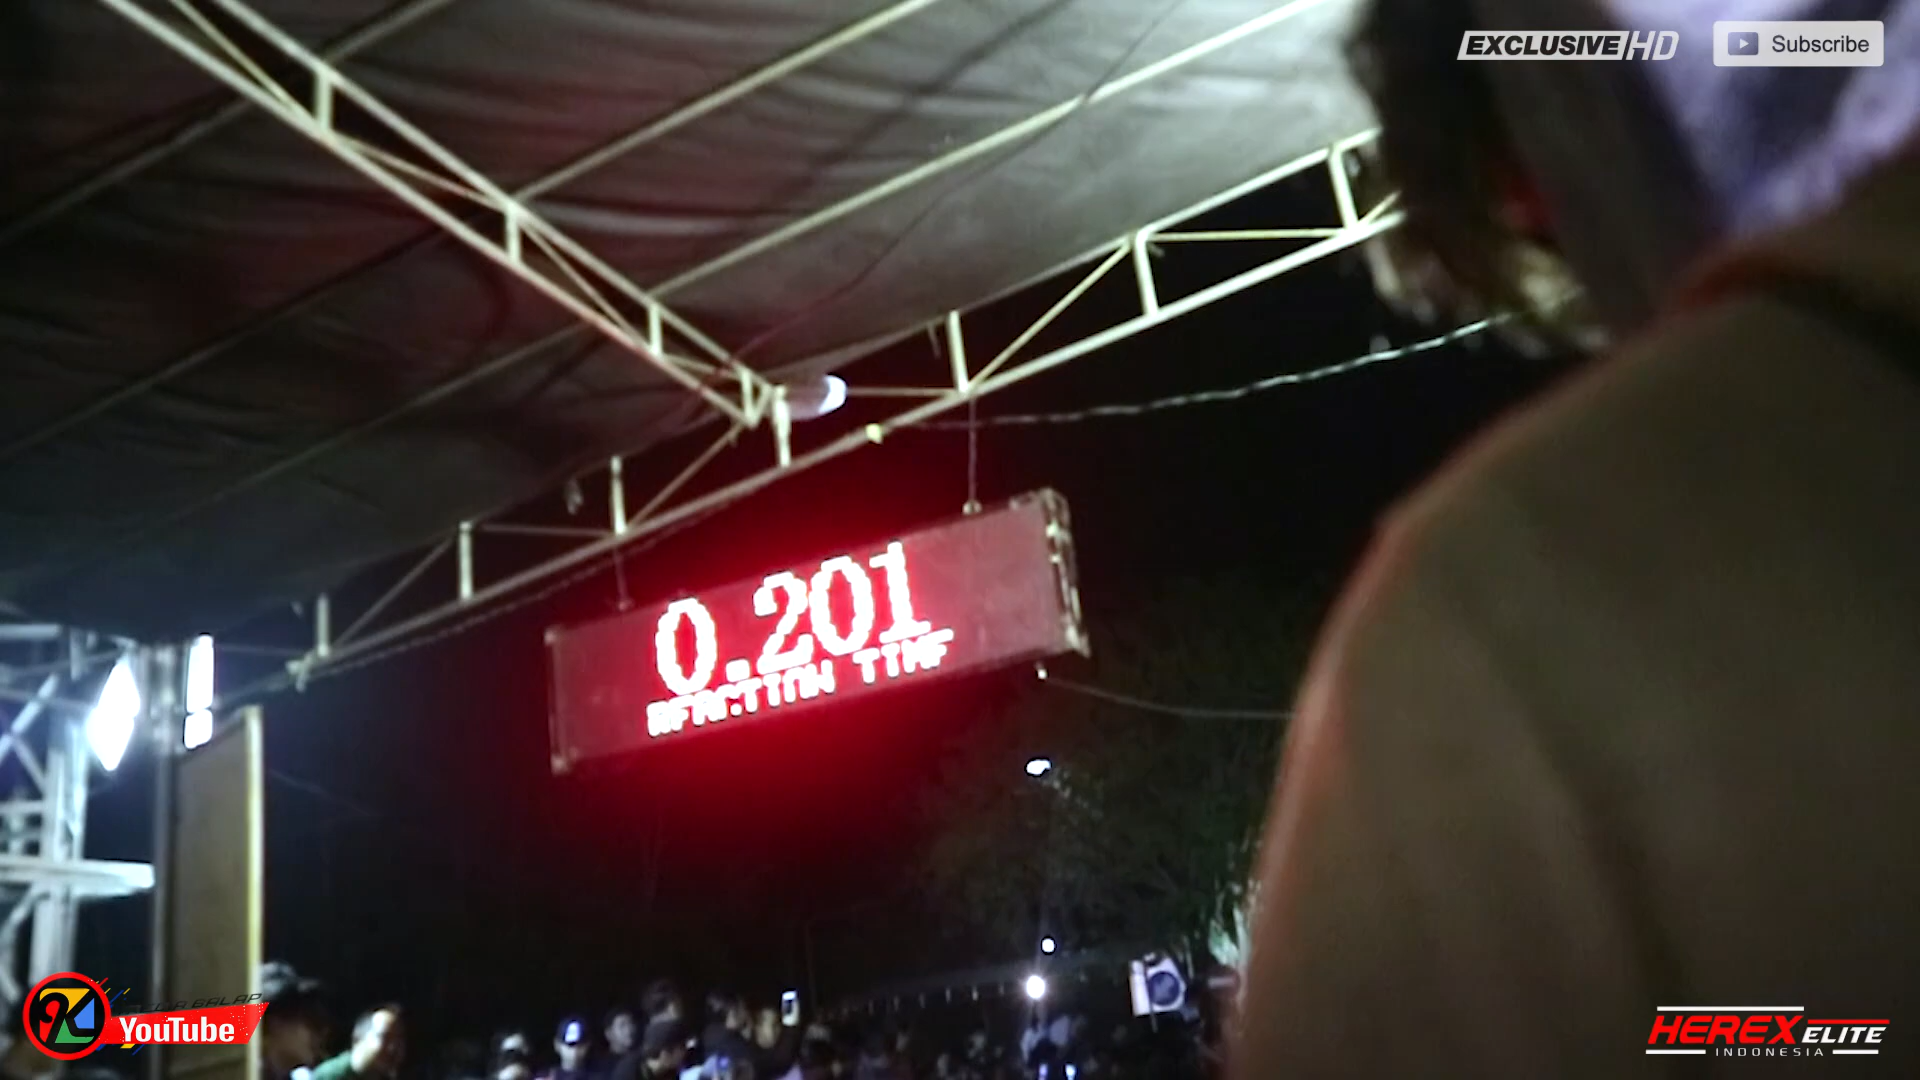 EXCLUSIVE HD
Subscribe
0.201
REACTION TIME
YouTube
HEREX ELITE
INDONESIA